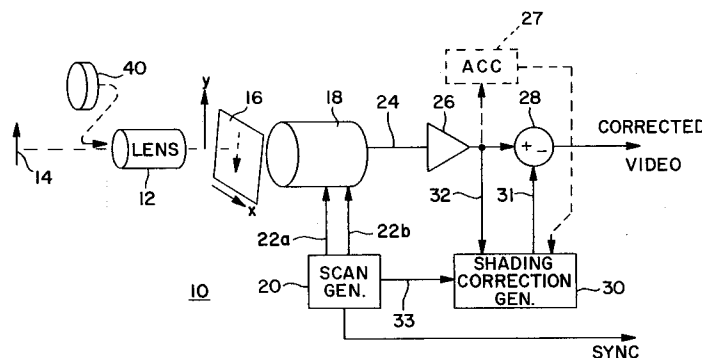 27
ACC
40
y
16
18
24
26
28
+ -
CORRECTED
VIDEO
LENS
14
12
x
32
31
22a
22b
SCAN
GEN.
20
10
33
SHADING
CORRECTION
GEN.
30
SYNC